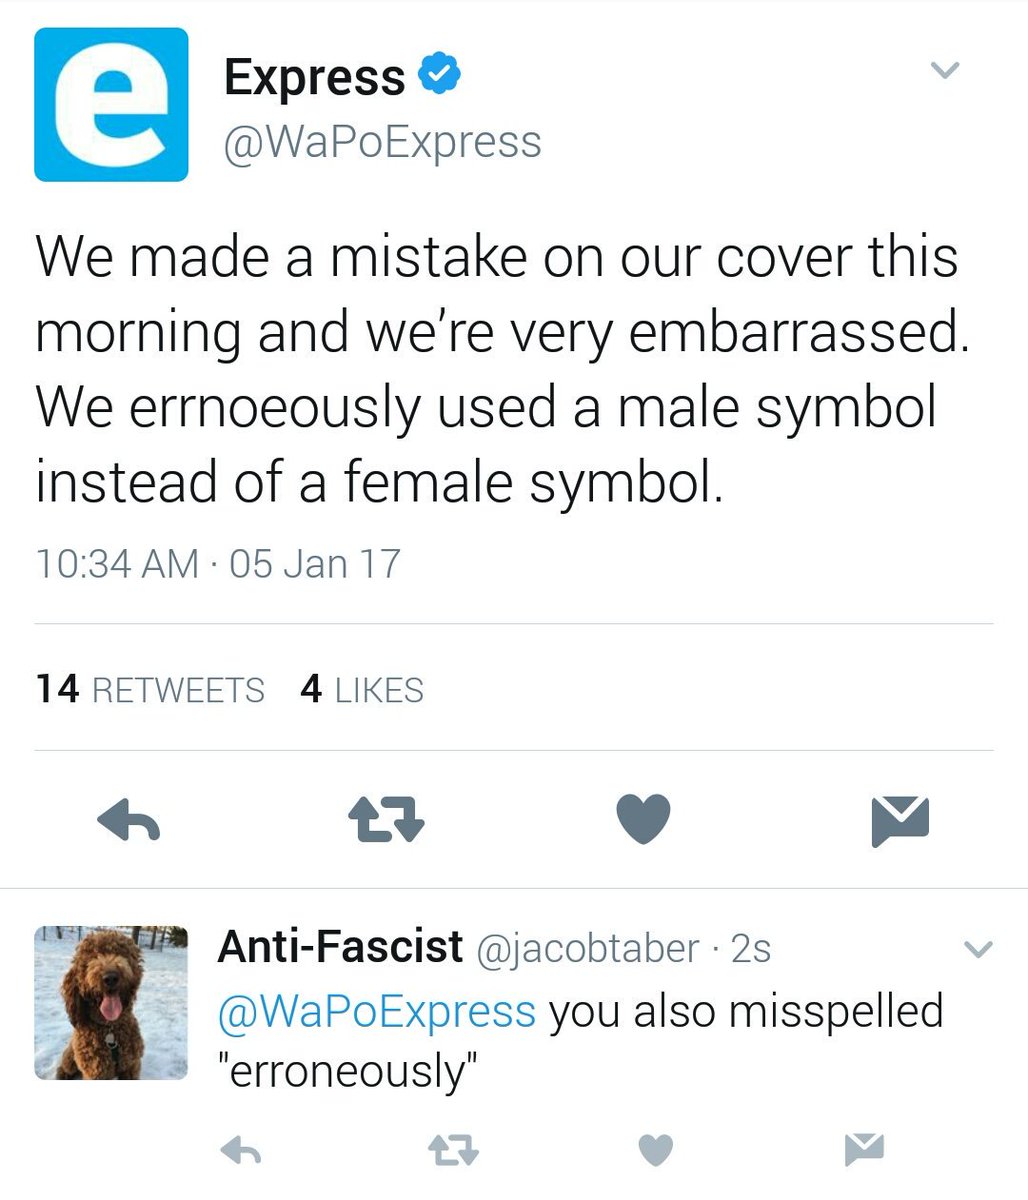 e
Express
@WaPoExpress
We made a mistake on our cover this
morning and we're very embarrassed.
We errnoeously used a male symbol
instead of a female symbol.
10:34 AM · 05 Jan 17
14 RETWEETS 4 LIKES
Anti-Fascist @jacobtaber · 2s
@WaPoExpress you also misspelled
"erroneously"